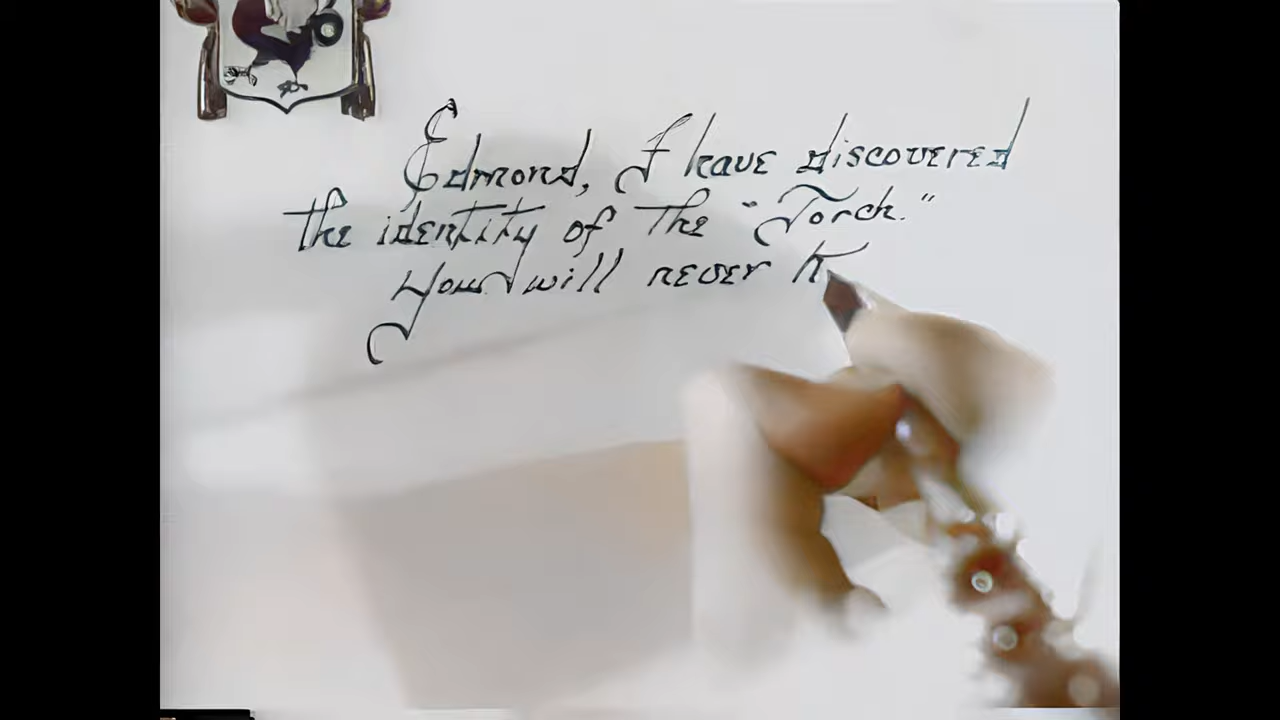 Edmond, I have discovered
the identity of the "Torch."
You will never k